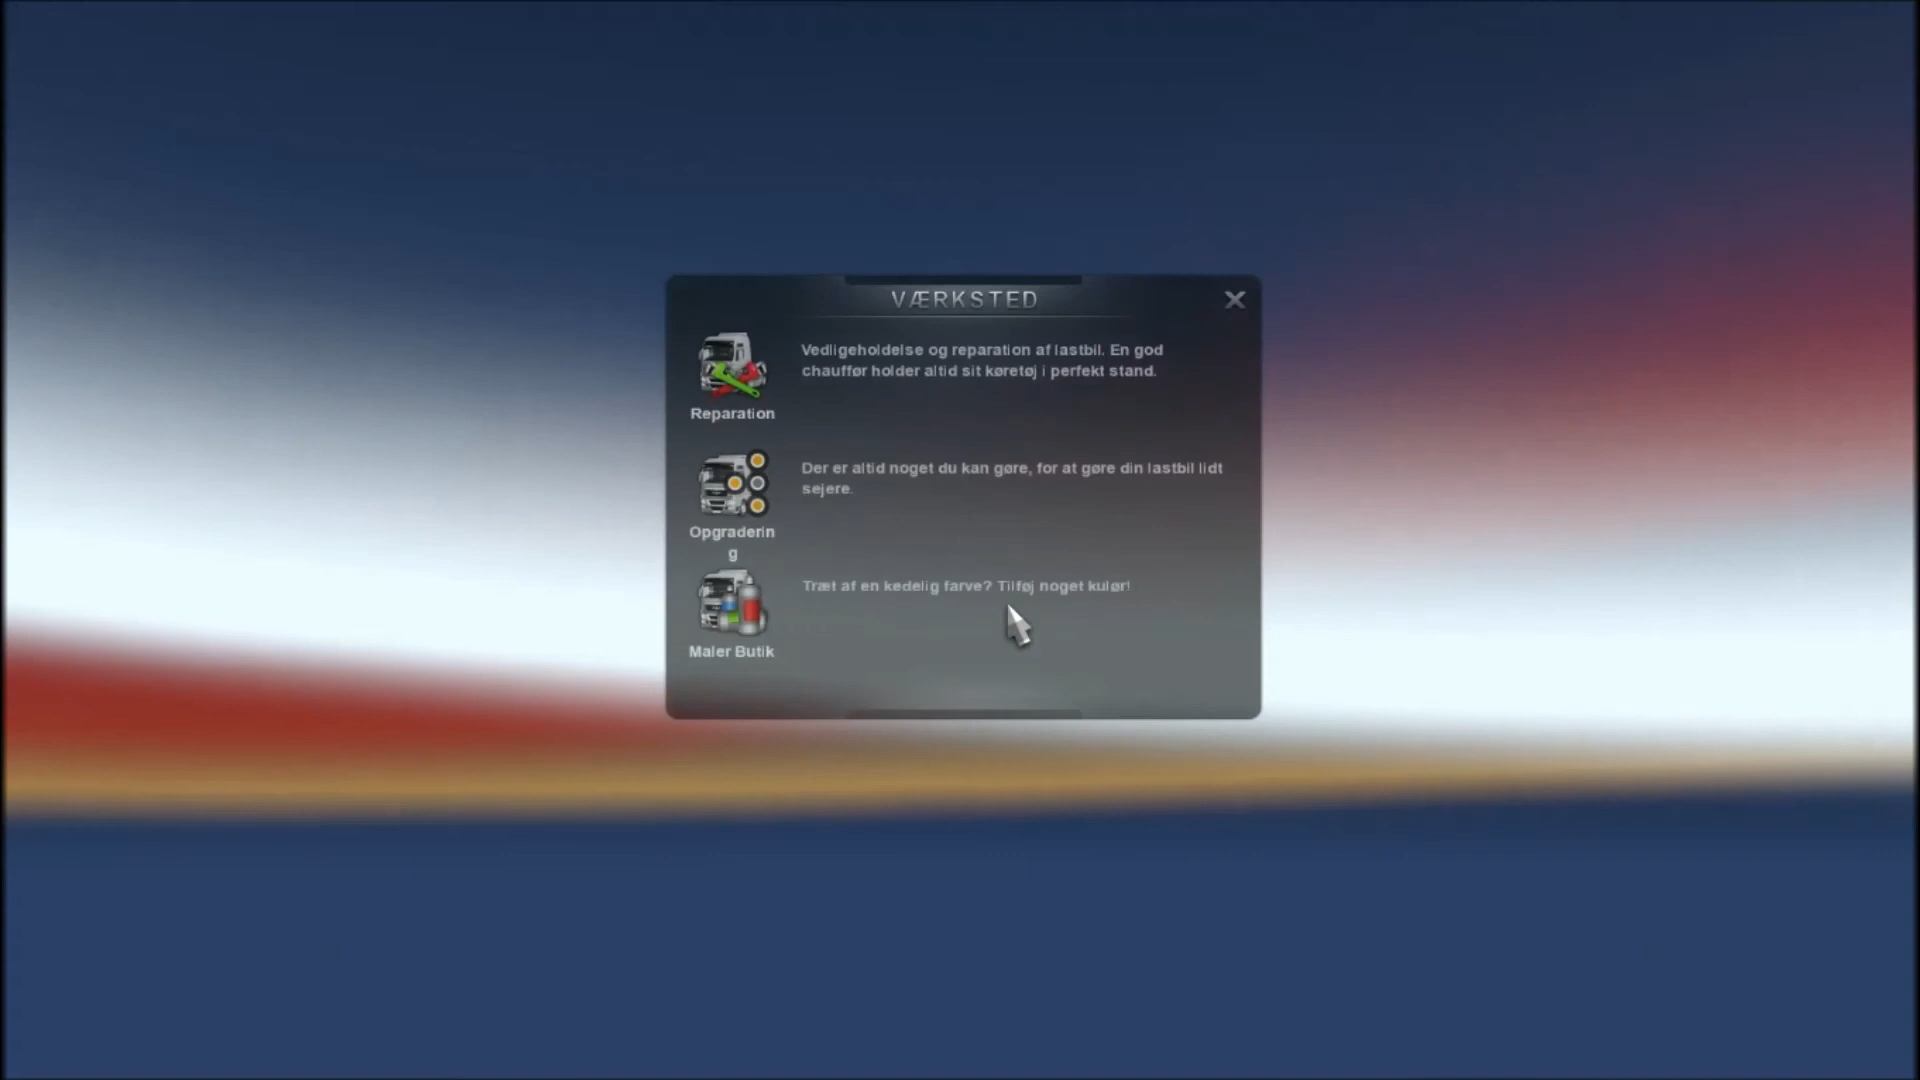 VÆRKSTED
Vedligeholdelse og reparation af lastbil. En god
chauffør holder altid sit køretøj i perfekt stand.
Reparation
Der er altid noget du kan gøre, for at gøre din lastbil lidt
sejere.
Opgraderin
g
Træt af en kedelig farve? Tilføj noget kulør!
Maler Butik